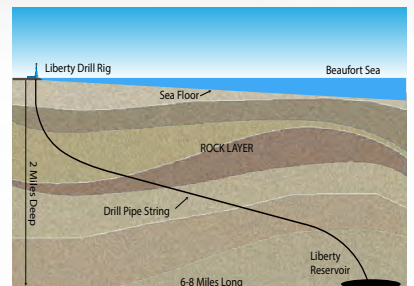 Liberty Drill Rig
Beaufort Sea
Sea Floor
ROCK LAYER
2 Miles Deep
Drill Pipe String
Liberty
Reservoir
6-8 Miles Long